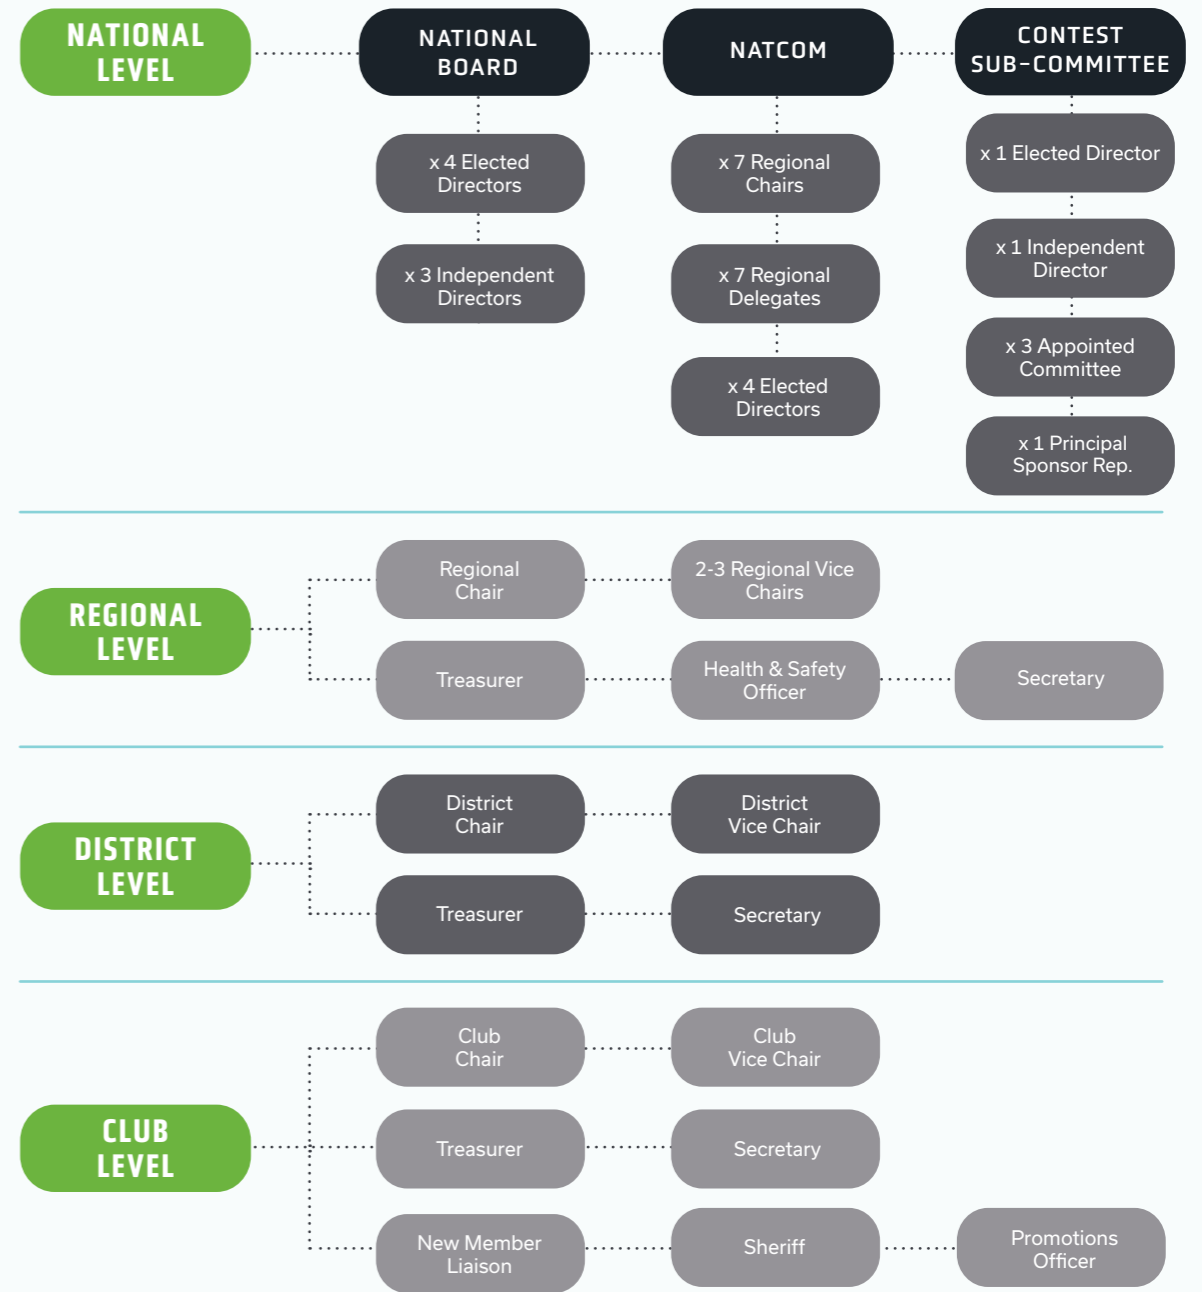 NATIONAL
LEVEL
NATIONAL
BOARD
NATCOM
CONTEST
SUB-COMMITTEE
x 4 Elected
Directors
x 3 Independent
Directors
x 7 Regional
Chairs
x 7 Regional
Delegates
x 4 Elected
Directors
x 1 Elected Director
x 1 Independent
Director
x 3 Appointed
Committee
x 1 Principal
Sponsor Rep.
REGIONAL
LEVEL
Regional
Chair
2-3 Regional Vice
Chairs
Treasurer
Health & Safety
Officer
Secretary
DISTRICT
LEVEL
District
Chair
District
Vice Chair
Treasurer
Secretary
CLUB
LEVEL
Club
Chair
Club
Vice Chair
Treasurer
Secretary
New Member
Liaison
Sheriff
Promotions
Officer